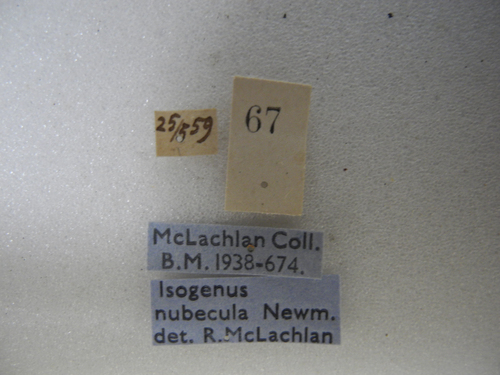 25/5 59
67
McLachlan Coll.
B.M. 1938-674.
Isogenus
nubecula Newm.
det. R. McLachlan